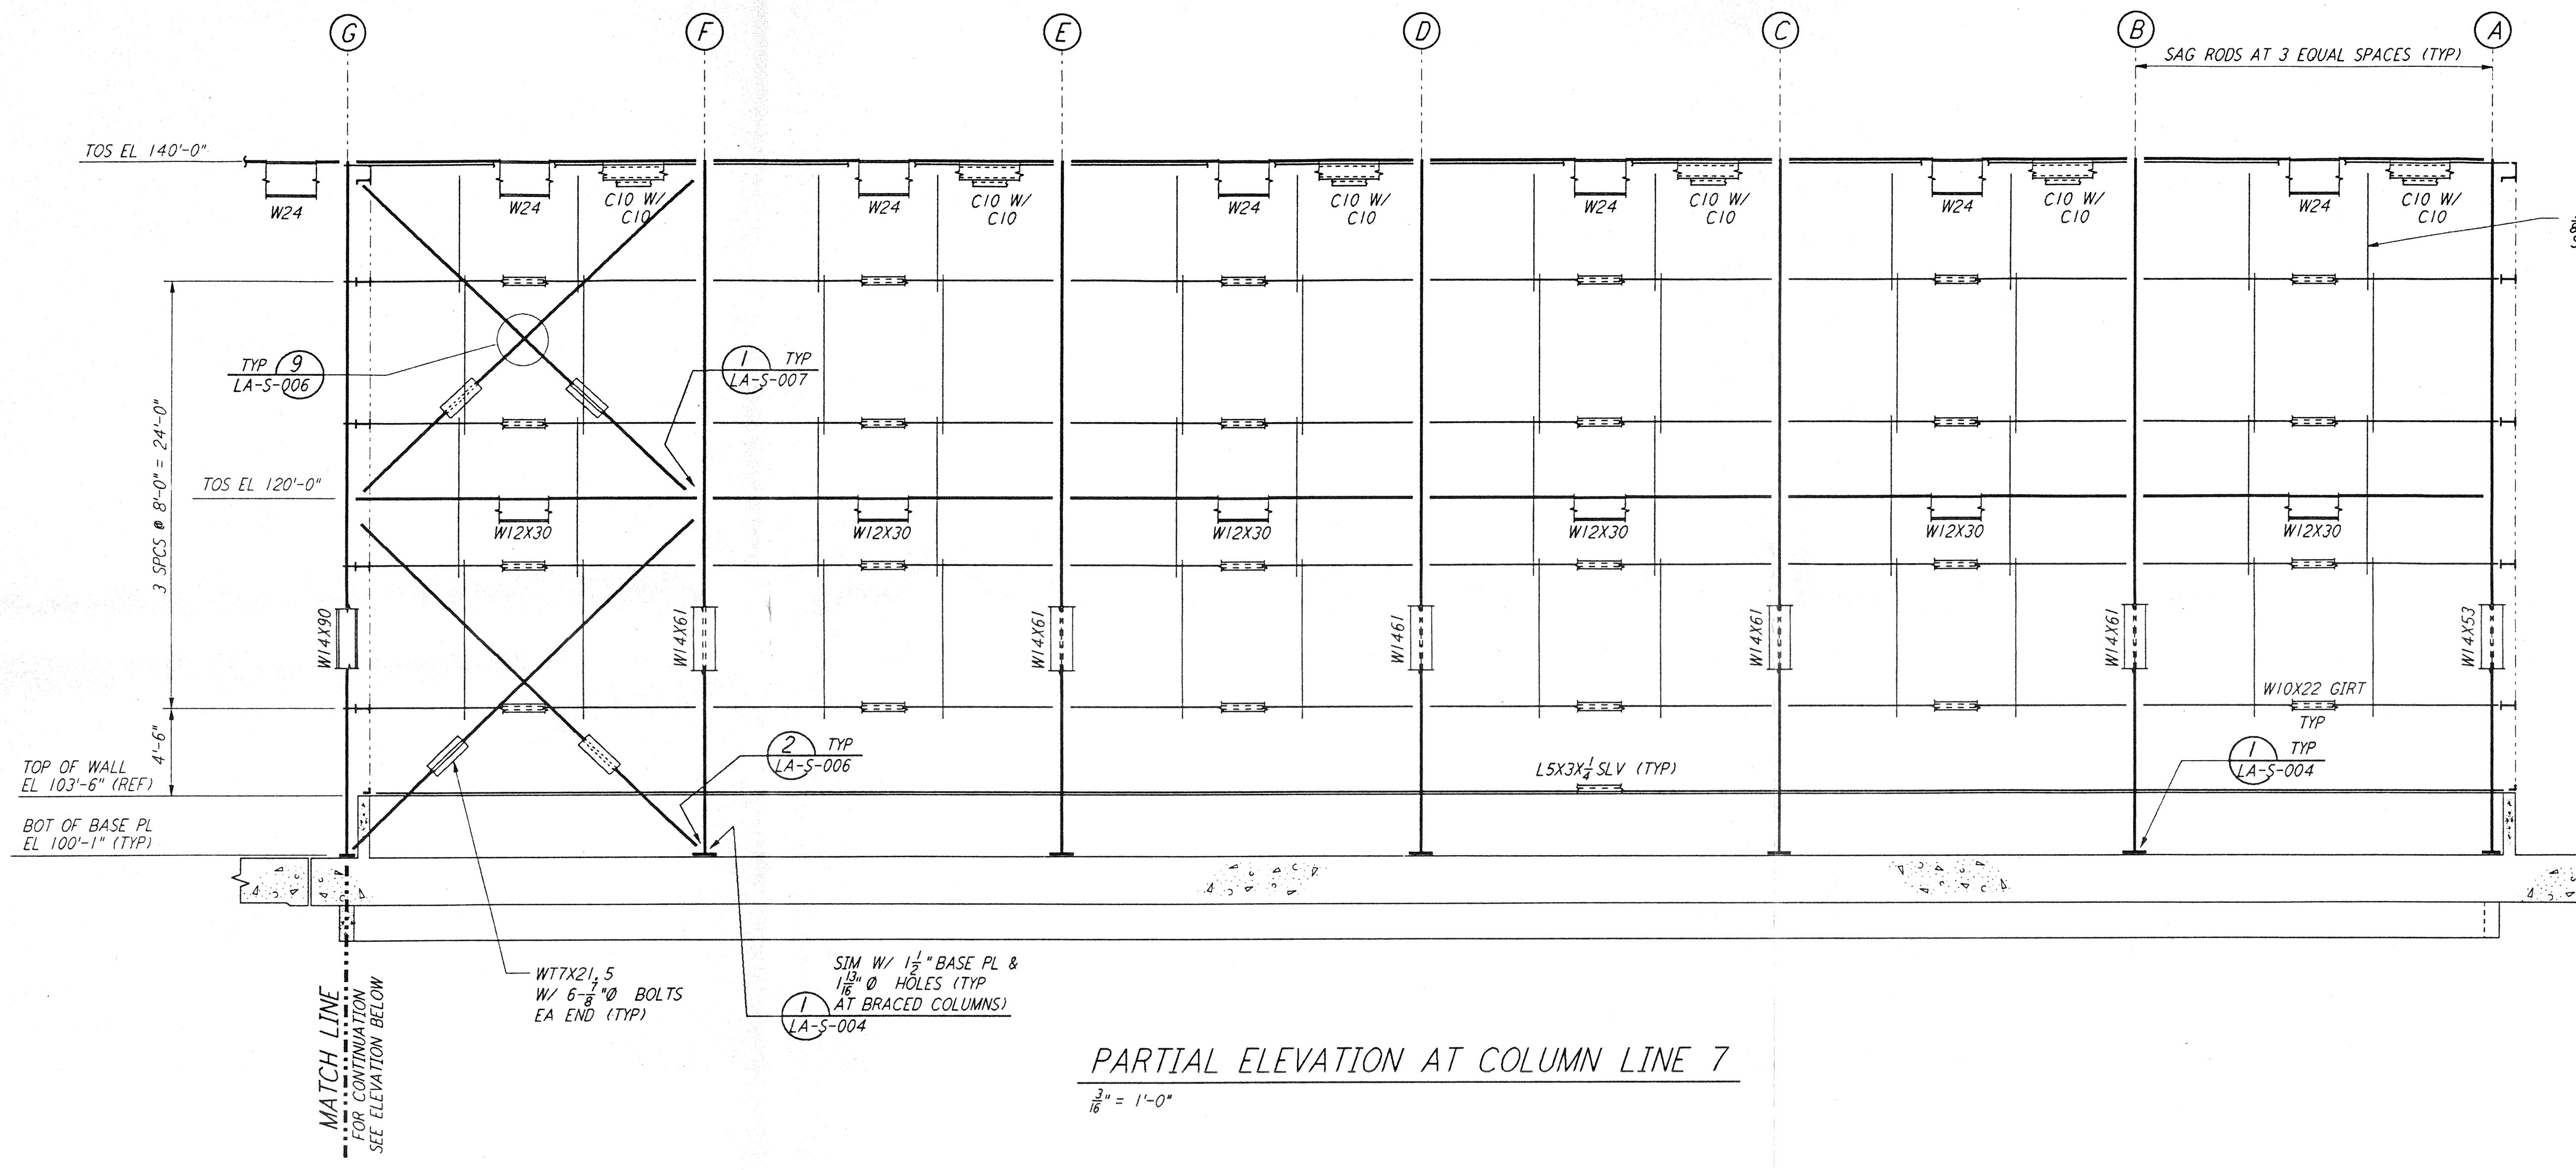 G F E D C B A
SAG RODS AT 3 EQUAL SPACES (TYP)
TOS EL 140'-0"
W24
W24
C10 W/
C10
W24
C10 W/
C10
W24
C10 W/
C10
W24
C10 W/
C10
W24
C10 W/
C10
W24
C10 W/
C10
TYP 9
LA-S-006
1 TYP
LA-S-007
3 SPCS @ 8'-0" = 24'-0"
TOS EL 120'-0"
W12X30
W12X30
W12X30
W12X30
W12X30
W12X30
W14X90
W14X61
W14X61
W1461
W14X61
W14X61
W14X53
W10X22 GIRT
TYP
4'-6"
2 TYP
LA-S-006
L5X3X1/4 SLV (TYP)
1 TYP
LA-S-004
TOP OF WALL
EL 103'-6" (REF)
BOT OF BASE PL
EL 100'-1" (TYP)
WT7X21.5
W/ 6-7/8"Ø BOLTS
EA END (TYP)
SIM W/ 1 1/2" BASE PL &
1 13/16" Ø HOLES (TYP
AT BRACED COLUMNS)
1
LA-S-004
MATCH LINE
FOR CONTINUATION
SEE ELEVATION BELOW
PARTIAL ELEVATION AT COLUMN LINE 7
3/16" = 1'-0"